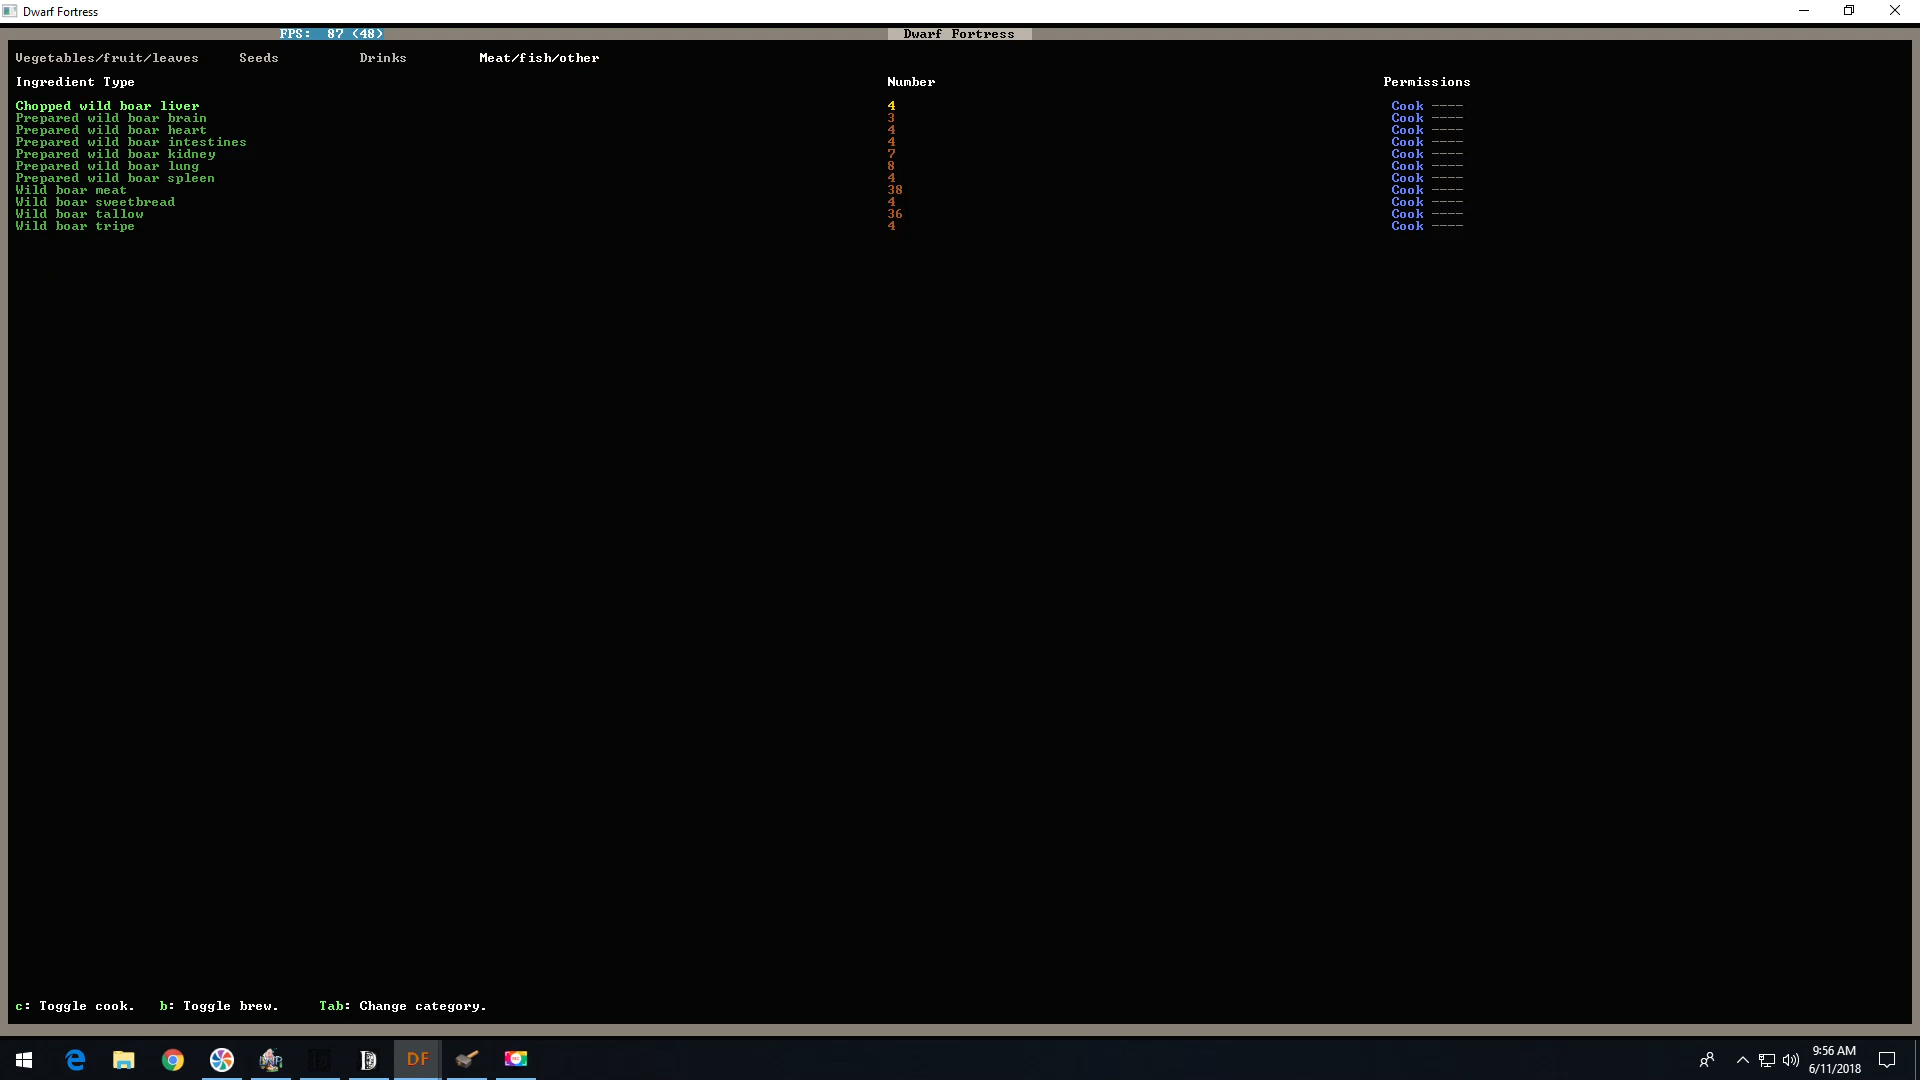 Dwarf Fortress
FPS: 87 (48) Dwarf Fortress
Vegetables/fruit/leaves Seeds Drinks Meat/fish/other
Ingredient Type Number Permissions
Chopped wild boar liver 4 Cook ----
Prepared wild boar brain 3 Cook ----
Prepared wild boar heart 4 Cook ----
Prepared wild boar intestines 4 Cook ----
Prepared wild boar kidney 7 Cook ----
Prepared wild boar lung 8 Cook ----
Prepared wild boar spleen 4 Cook ----
Wild boar meat 38 Cook ----
Wild boar sweetbread 4 Cook ----
Wild boar tallow 36 Cook ----
Wild boar tripe 4 Cook ----
c: Toggle cook. b: Toggle brew. Tab: Change category.
DF
9:56 AM
6/11/2018